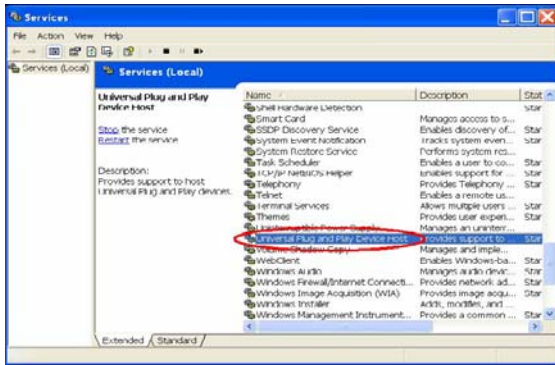 Services
File Action View Help
Services (Local)
Services (Local)
Universal Plug and Play
Device Host
Stop the service
Restart the service
Description:
Provides support to host
Universal Plug and Play devices.
Name Description Stat
Shell Hardware Detection Star
Smart Card Manages access to s...
SSDP Discovery Service Enables discovery of... Star
System Event Notification Tracks system even... Star
System Restore Service Performs system res...
Task Scheduler Enables a user to co... Star
TCP/IP NetBIOS Helper Enables support for ... Star
Telephony Provides Telephony ... Star
Telnet Enables a remote us...
Terminal Services Allows multiple users ... Star
Themes Provides user experi... Star
Uninterruptible Power Supply Manages an uninterr...
Universal Plug and Play Device Host Provides support to ... Star
Volume Shadow Copy Manages and imple...
WebClient Enables Windows-ba... Star
Windows Audio Manages audio devic... Star
Windows Firewall/Internet Connecti... Provides network ad... Star
Windows Image Acquisition (WIA) Provides image acqu... Star
Windows Installer Adds, modifies, and ...
Windows Management Instrument... Provides a common ... Star
Extended Standard